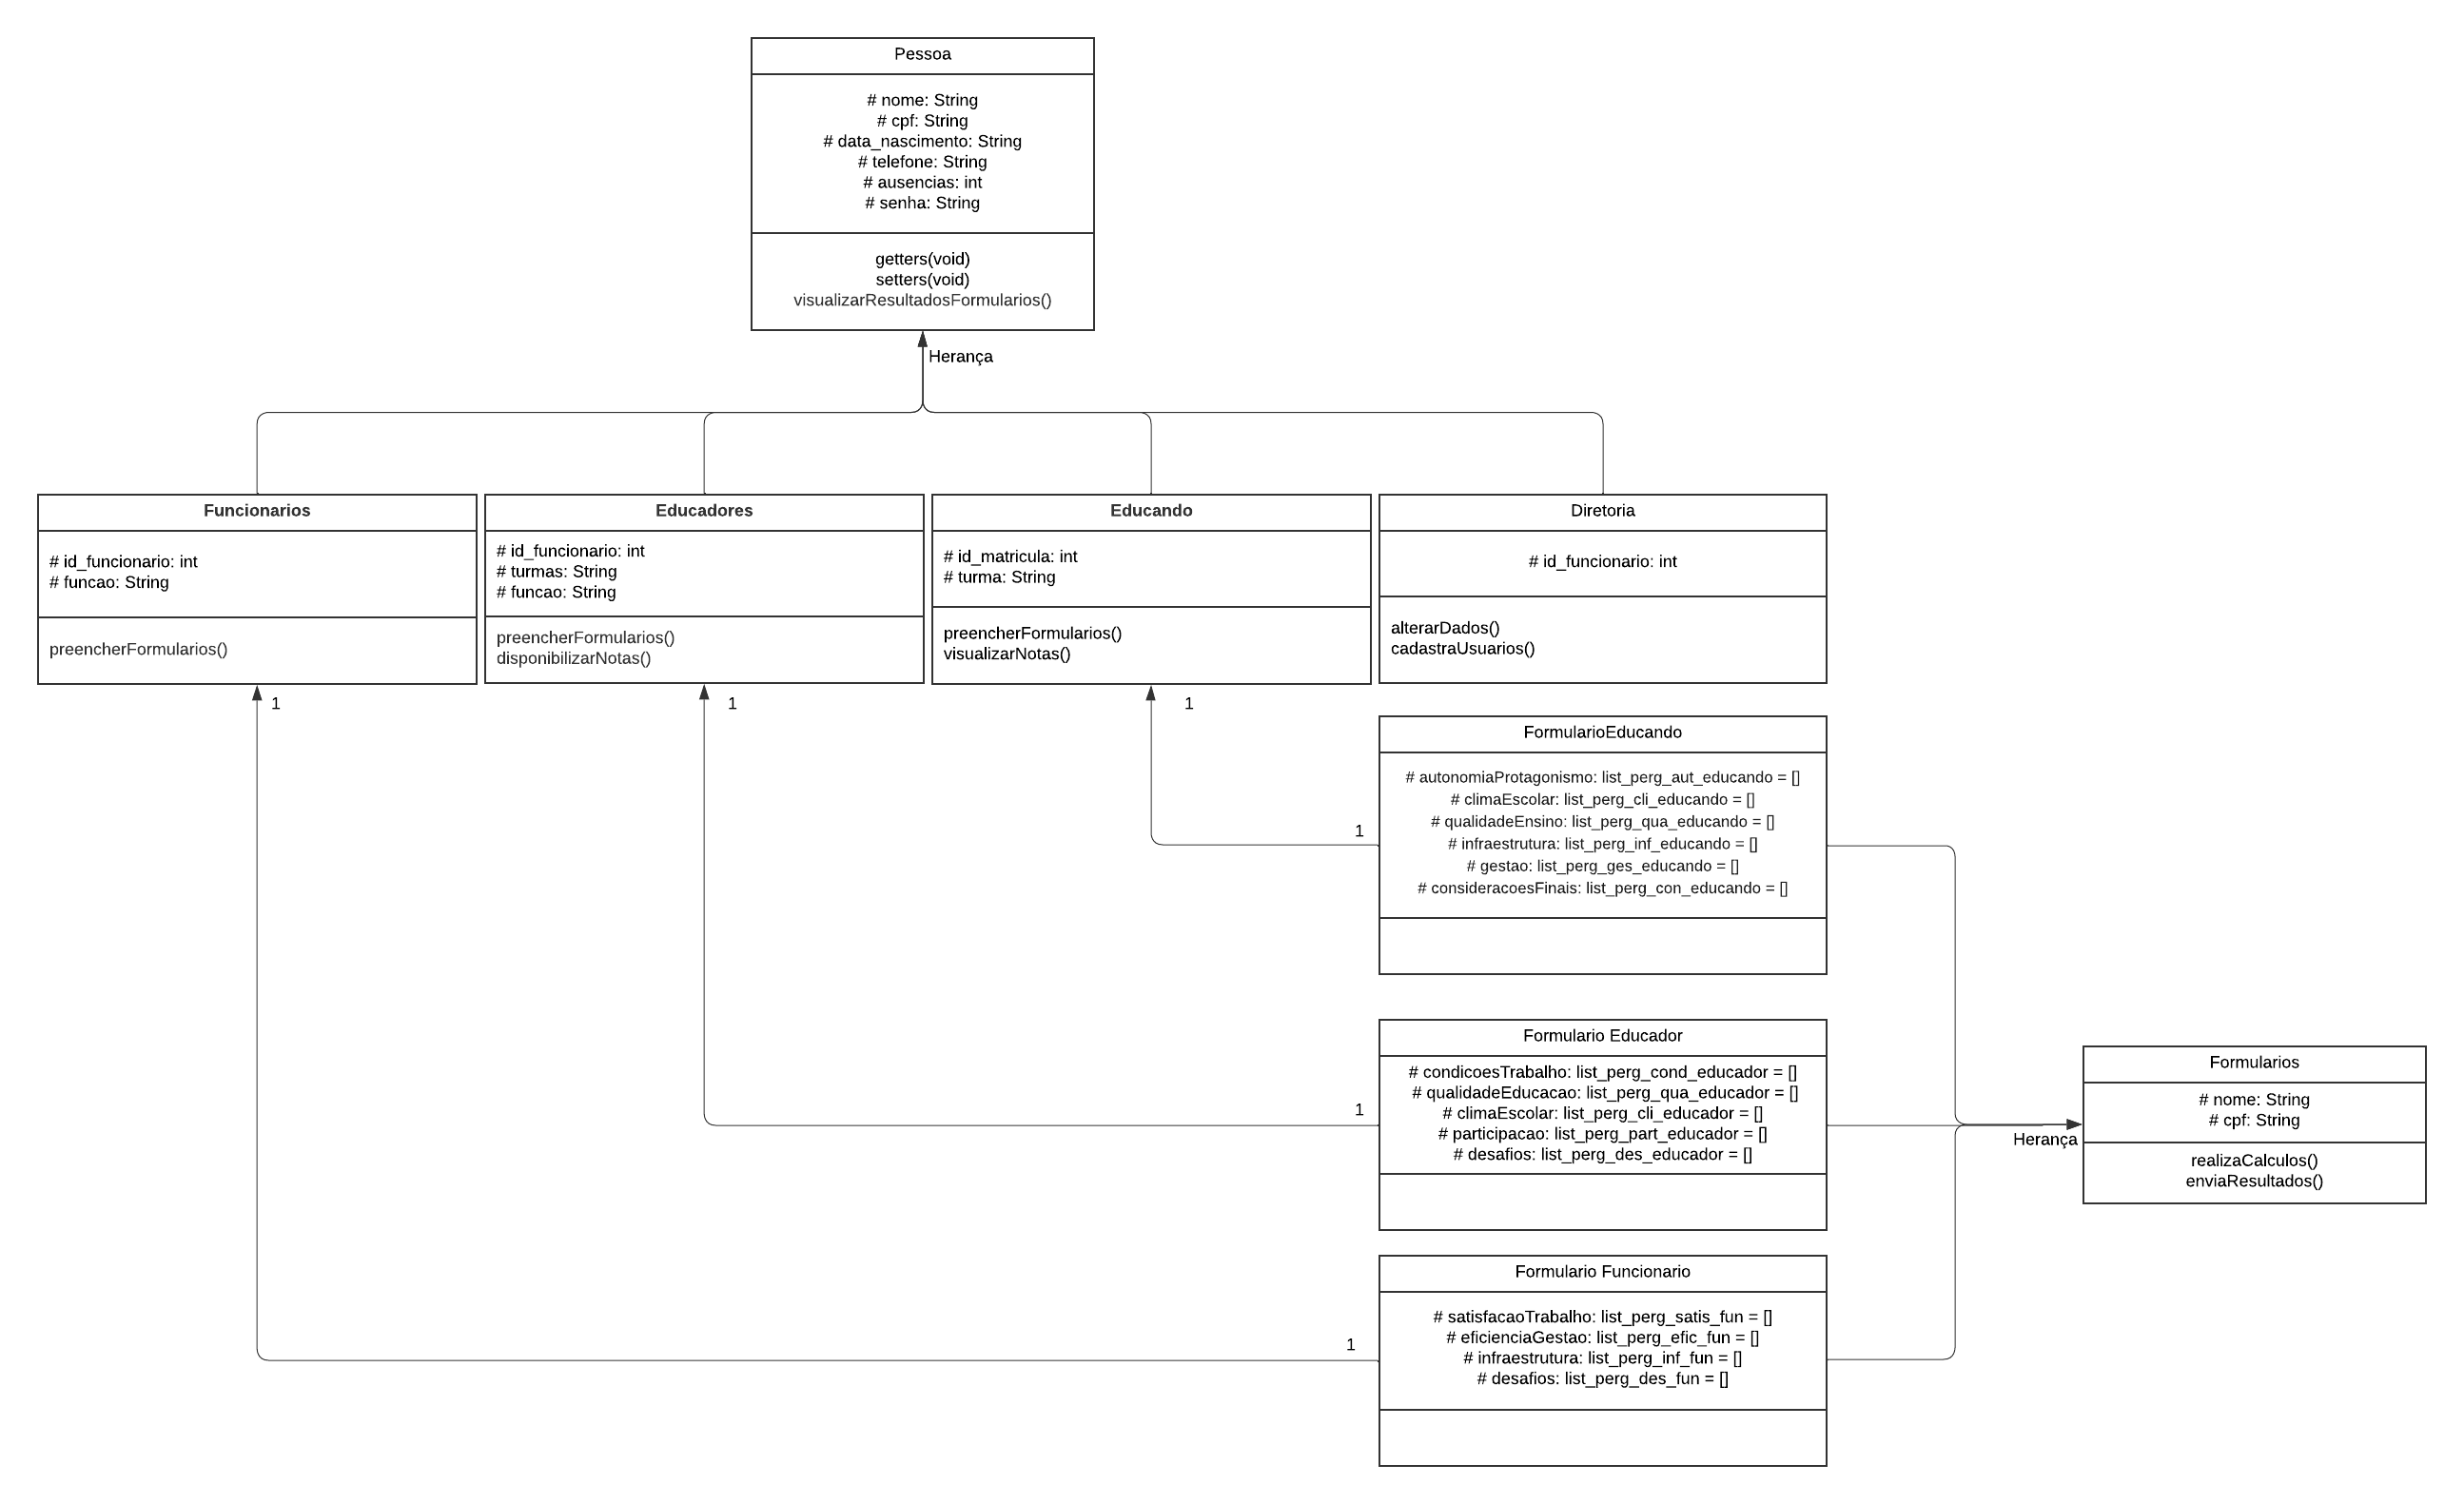 Pessoa
# nome: String
# cpf: String
# data_nascimento: String
# telefone: String
# ausencias: int
# senha: String
getters(void)
setters(void)
visualizarResultadosFormularios()
Herança
Funcionarios
# id_funcionario: int
# funcao: String
preencherFormularios()
1
Educadores
# id_funcionario: int
# turmas: String
# funcao: String
preencherFormularios()
disponibilizarNotas()
1
Educando
# id_matricula: int
# turma: String
preencherFormularios()
visualizarNotas()
1
Diretoria
# id_funcionario: int
alterarDados()
cadastraUsuarios()
FormularioEducando
# autonomiaProtagonismo: list_perg_aut_educando = []
# climaEscolar: list_perg_cli_educando = []
# qualidadeEnsino: list_perg_qua_educando = []
# infraestrutura: list_perg_inf_educando = []
# gestao: list_perg_ges_educando = []
# consideracoesFinais: list_perg_con_educando = []
1
Formulario Educador
# condicoesTrabalho: list_perg_cond_educador = []
# qualidadeEducacao: list_perg_qua_educador = []
# climaEscolar: list_perg_cli_educador = []
# participacao: list_perg_part_educador = []
# desafios: list_perg_des_educador = []
1
Formulario Funcionario
# satisfacaoTrabalho: list_perg_satis_fun = []
# eficienciaGestao: list_perg_efic_fun = []
# infraestrutura: list_perg_inf_fun = []
# desafios: list_perg_des_fun = []
1
Herança
Formularios
# nome: String
# cpf: String
realizaCalculos()
enviaResultados()